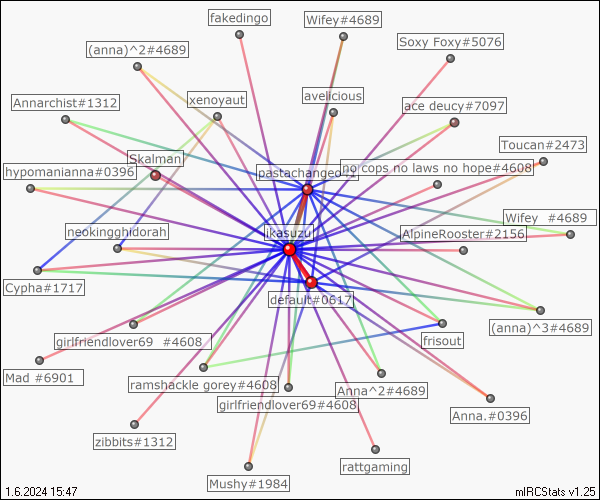 fakedingo
Wifey#4689
Soxy Foxy#5076
(anna)^2#4689
Annarchist#1312
xenoyaut
avelicious
ace deucy#7097
Toucan#2473
Skalman
hypomanianna#0396
pastachangeo
no cops no laws no hope#4608
neokingghidorah
ikasuzu
Wifey #4689
AlpineRooster#2156
Cypha#1717
default#0617
(anna)^3#4689
girlfriendlover69 #4608
frisout
Mad #6901
ramshackle gorey#4608
Anna^2#4689
girlfriendlover69#4608
Anna.#0396
zibbits#1312
rattgaming
Mushy#1984
1.6.2024 15:47
mIRCStats v1.25